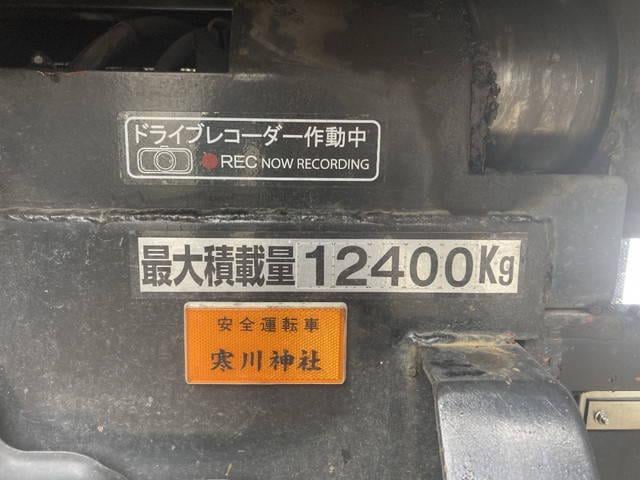 ドライブレコーダー作動中
REC NOW RECORDING
最大積載量 12400Kg
安全運転車
寒川神社